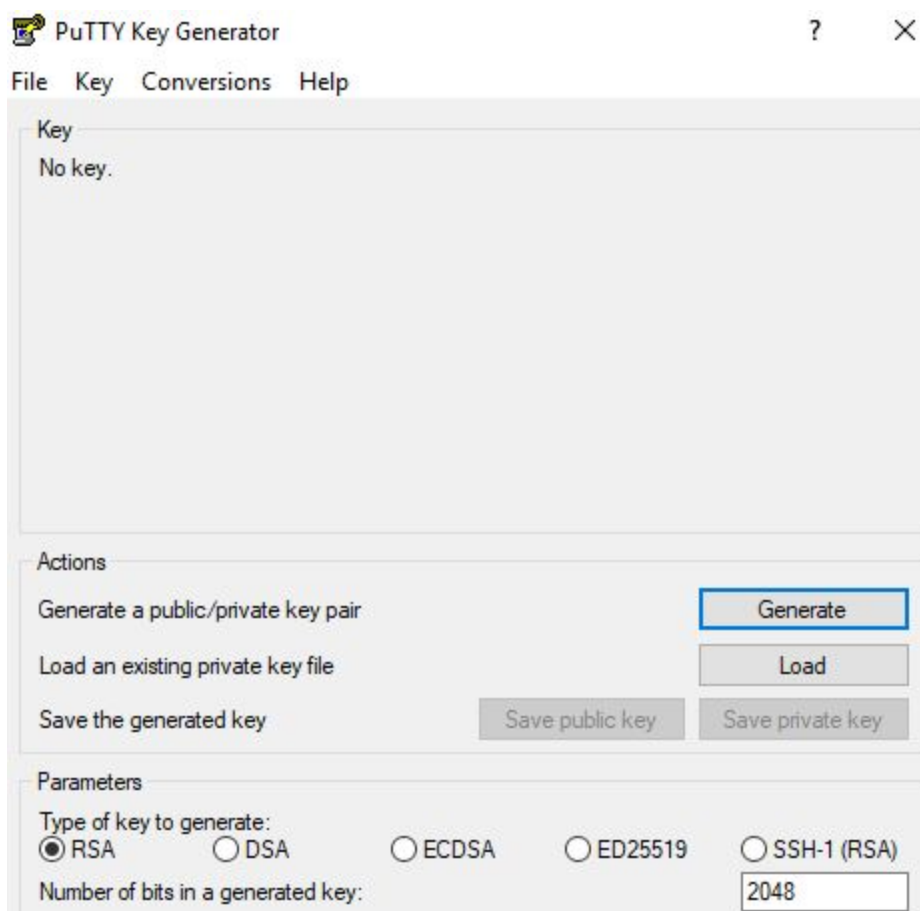 PuTTY Key Generator ? ×
File Key Conversions Help
Key
No key.
Actions
Generate a public/private key pair Generate
Load an existing private key file Load
Save the generated key Save public key Save private key
Parameters
Type of key to generate:
RSA DSA ECDSA ED25519 SSH-1 (RSA)
Number of bits in a generated key: 2048